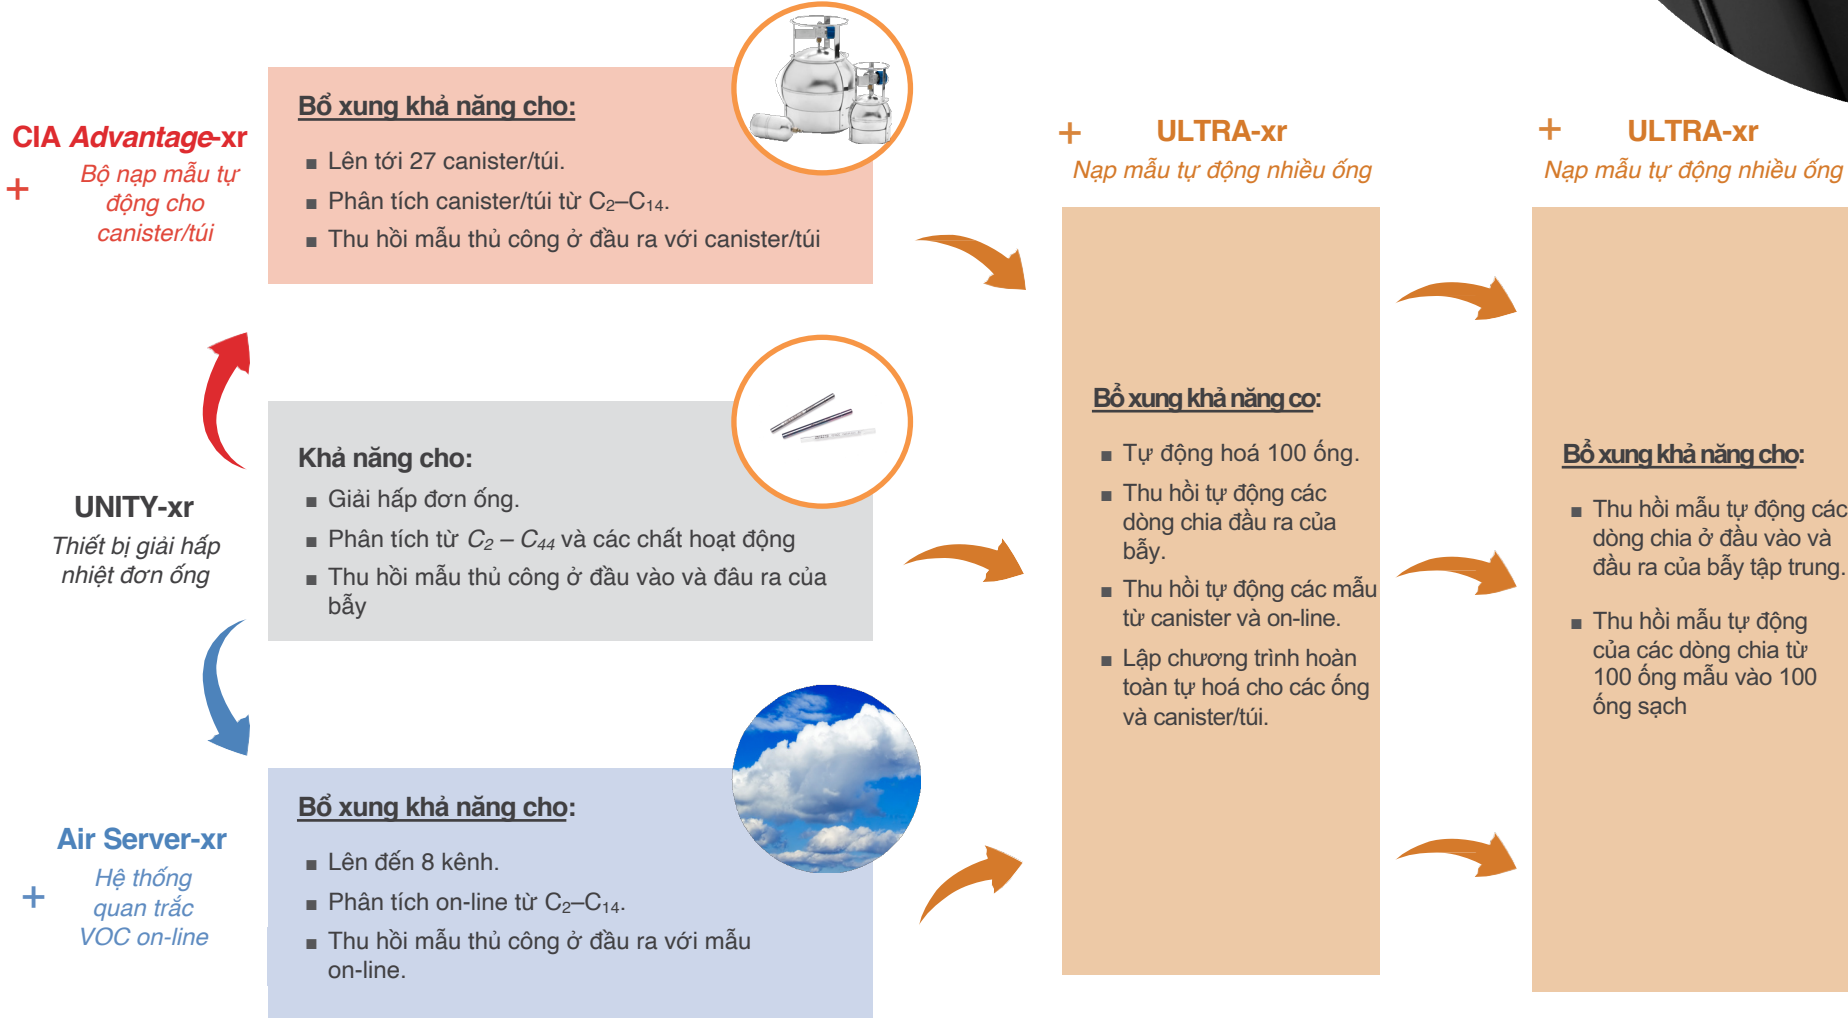 CIA Advantage-xr
+
Bộ nạp mẫu tự
động cho
canister/túi
Bổ xung khả năng cho:
■ Lên tới 27 canister/túi.
■ Phân tích canister/túi từ C₂–C₁₄.
■ Thu hồi mẫu thủ công ở đầu ra với canister/túi
UNITY-xr
Thiết bị giải hấp
nhiệt đơn ống
Khả năng cho:
■ Giải hấp đơn ống.
■ Phân tích từ C₂ – C₄₄ và các chất hoạt động
■ Thu hồi mẫu thủ công ở đầu vào và đâu ra của
bẫy
Air Server-xr
+
Hệ thống
quan trắc
VOC on-line
Bổ xung khả năng cho:
■ Lên đến 8 kênh.
■ Phân tích on-line từ C₂–C₁₄.
■ Thu hồi mẫu thủ công ở đầu ra với mẫu
on-line.
+ ULTRA-xr
Nạp mẫu tự động nhiều ống
Bổ xung khả năng co:
■ Tự động hoá 100 ống.
■ Thu hồi tự động các
dòng chia đầu ra của
bẫy.
■ Thu hồi tự động các mẫu
từ canister và on-line.
■ Lập chương trình hoàn
toàn tự hoá cho các ống
và canister/túi.
+ ULTRA-xr
Nạp mẫu tự động nhiều ống
Bổ xung khả năng cho:
■ Thu hồi mẫu tự động các
dòng chia ở đầu vào và
đầu ra của bẫy tập trung.
■ Thu hồi mẫu tự động
của các dòng chia từ
100 ống mẫu vào 100
ống sạch